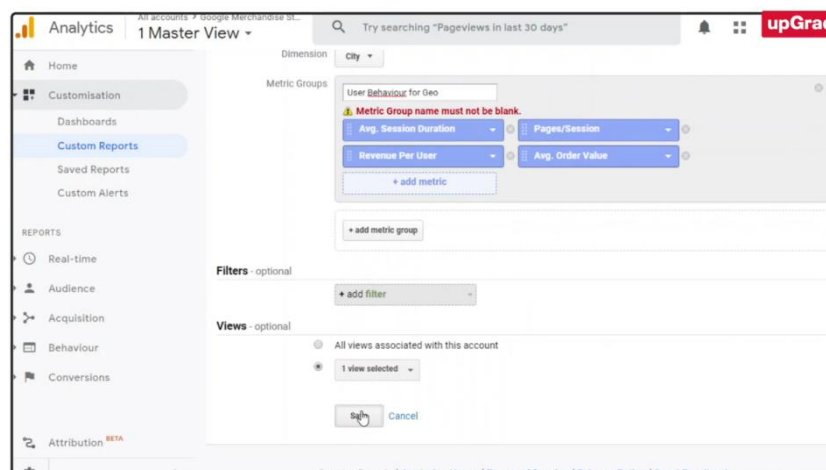 Analytics
All accounts > Google Merchandise St...
1 Master View
Try searching "Pageviews in last 30 days"
upGrad
Home
Customisation
Dashboards
Custom Reports
Saved Reports
Custom Alerts
REPORTS
Real-time
Audience
Acquisition
Behaviour
Conversions
Attribution BETA
Dimension
City
Metric Groups
User Behaviour for Geo
Metric Group name must not be blank.
Avg. Session Duration
Pages/Session
Revenue Per User
Avg. Order Value
+ add metric
+ add metric group
Filters - optional
+ add filter
Views - optional
All views associated with this account
1 view selected
Cancel